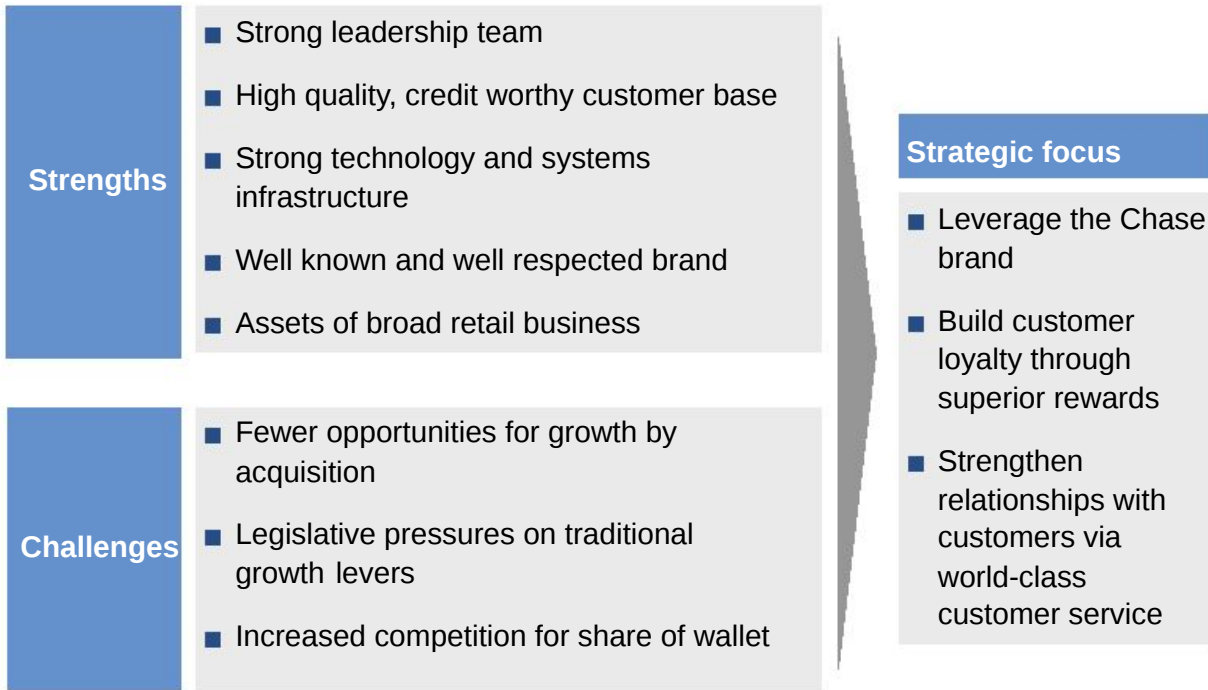 Strengths
■ Strong leadership team
■ High quality, credit worthy customer base
■ Strong technology and systems
infrastructure
■ Well known and well respected brand
■ Assets of broad retail business
Challenges
■ Fewer opportunities for growth by
acquisition
■ Legislative pressures on traditional
growth levers
■ Increased competition for share of wallet
Strategic focus
■ Leverage the Chase
brand
■ Build customer
loyalty through
superior rewards
■ Strengthen
relationships with
customers via
world-class
customer service